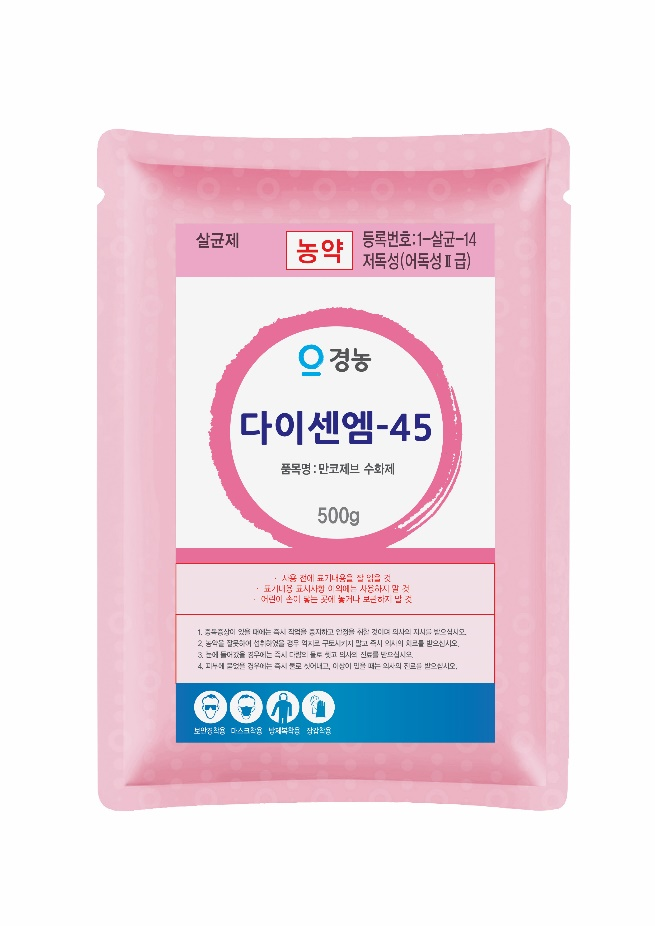 살균제
농약
등록번호:1-살균-14
저독성(어독성Ⅱ급)
경농
다이센엠-45
품목명 : 만코제브 수화제
500g
· 사용 전에 표기내용을 잘 읽을 것
· 표기내용 표시사항 이외에는 사용하지 말 것
· 어린이 손이 닿는 곳에 놓거나 보관하지 말 것
1. 중독증상이 있을 때에는 즉시 작업을 중지하고 안정을 취할 것이며 의사의 지시를 받으십시오.
2. 농약을 잘못하여 섭취하였을 경우 억지로 구토시키지 말고 즉시 의사의 치료를 받으십시오.
3. 눈에 들어갔을 경우에는 즉시 다량의 물로 씻고 의사의 진료를 받으십시오.
4. 피부에 묻었을 경우에는 즉시 물로 씻어내고, 이상이 있을 때는 의사의 진료를 받으십시오.
보안경착용 마스크착용 방제복착용 장갑착용